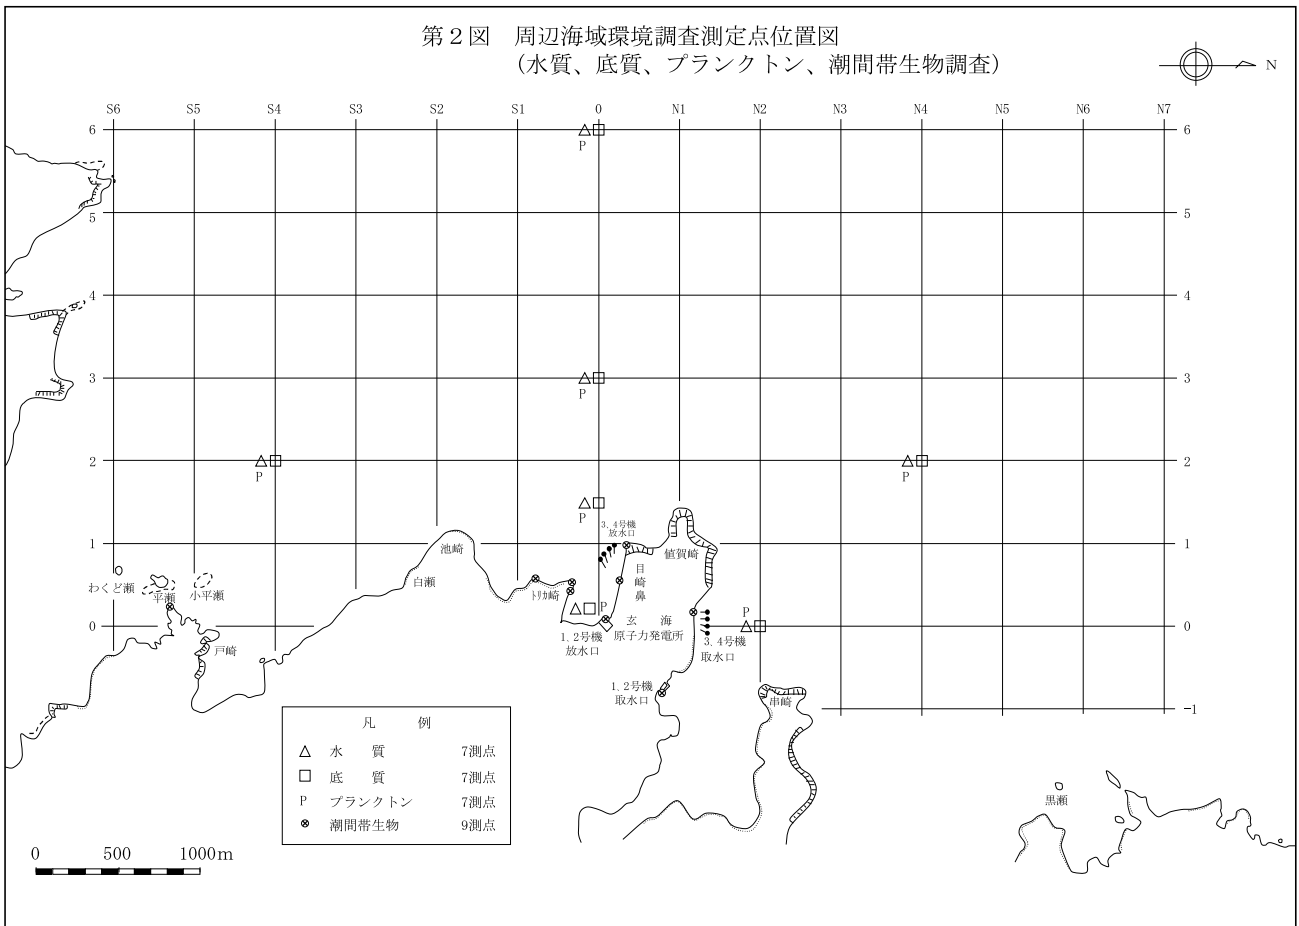 第２図　周辺海域環境調査測定点位置図
（水質、底質、プランクトン、潮間帯生物調査）
N
S6 S5 S4 S3 S2 S1 0 N1 N2 N3 N4 N5 N6 N7
6 P 6
5 5
4 4
3 P 3
2 P P 2
P
3.4号機
放水口
1 1
池崎
値賀崎
わくど瀬
平瀬
小平瀬
白瀬
ﾄﾘｶ崎
目
崎
鼻
P
P
0 0
戸崎
1.2号機
放水口
玄　海
原子力発電所
3.4号機
取水口
1.2号機
取水口
串崎
-1
凡　例
水　質　7測点
底　質　7測点
P　プランクトン　7測点
潮間帯生物　9測点
黒瀬
0 500 1000m